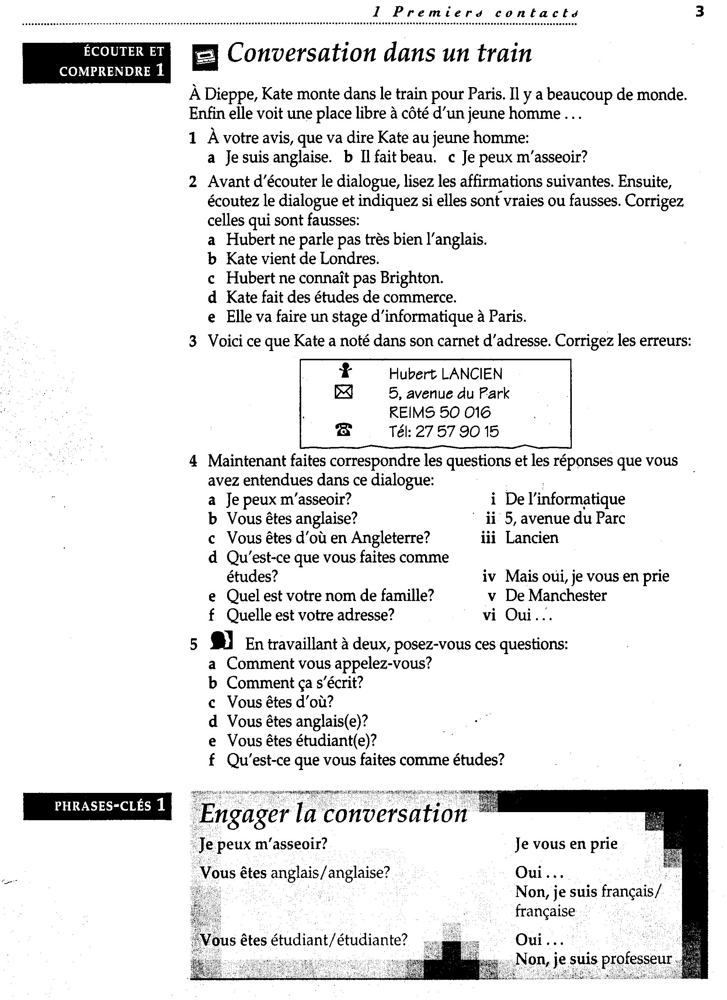 1 Premiers contacts 3
ÉCOUTER ET
COMPRENDRE 1
Conversation dans un train
À Dieppe, Kate monte dans le train pour Paris. Il y a beaucoup de monde.
Enfin elle voit une place libre à côté d'un jeune homme ...
1 À votre avis, que va dire Kate au jeune homme:
a Je suis anglaise. b Il fait beau. c Je peux m'asseoir?
2 Avant d'écouter le dialogue, lisez les affirmations suivantes. Ensuite,
écoutez le dialogue et indiquez si elles sont vraies ou fausses. Corrigez
celles qui sont fausses:
a Hubert ne parle pas très bien l'anglais.
b Kate vient de Londres.
c Hubert ne connaît pas Brighton.
d Kate fait des études de commerce.
e Elle va faire un stage d'informatique à Paris.
3 Voici ce que Kate a noté dans son carnet d'adresse. Corrigez les erreurs:
Hubert LANCIEN
5, avenue du Park
REIMS 50 016
Tél: 27 57 90 15
4 Maintenant faites correspondre les questions et les réponses que vous
avez entendues dans ce dialogue:
a Je peux m'asseoir? i De l'informatique
b Vous êtes anglaise? ii 5, avenue du Parc
c Vous êtes d'où en Angleterre? iii Lancien
d Qu'est-ce que vous faites comme
études? iv Mais oui, je vous en prie
e Quel est votre nom de famille? v De Manchester
f Quelle est votre adresse? vi Oui ...
5 En travaillant à deux, posez-vous ces questions:
a Comment vous appelez-vous?
b Comment ça s'écrit?
c Vous êtes d'où?
d Vous êtes anglais(e)?
e Vous êtes étudiant(e)?
f Qu'est-ce que vous faites comme études?
PHRASES-CLÉS 1
Engager la conversation
Je peux m'asseoir? Je vous en prie
Vous êtes anglais/anglaise? Oui ...
Non, je suis français/
française
Vous êtes étudiant/étudiante? Oui ...
Non, je suis professeur